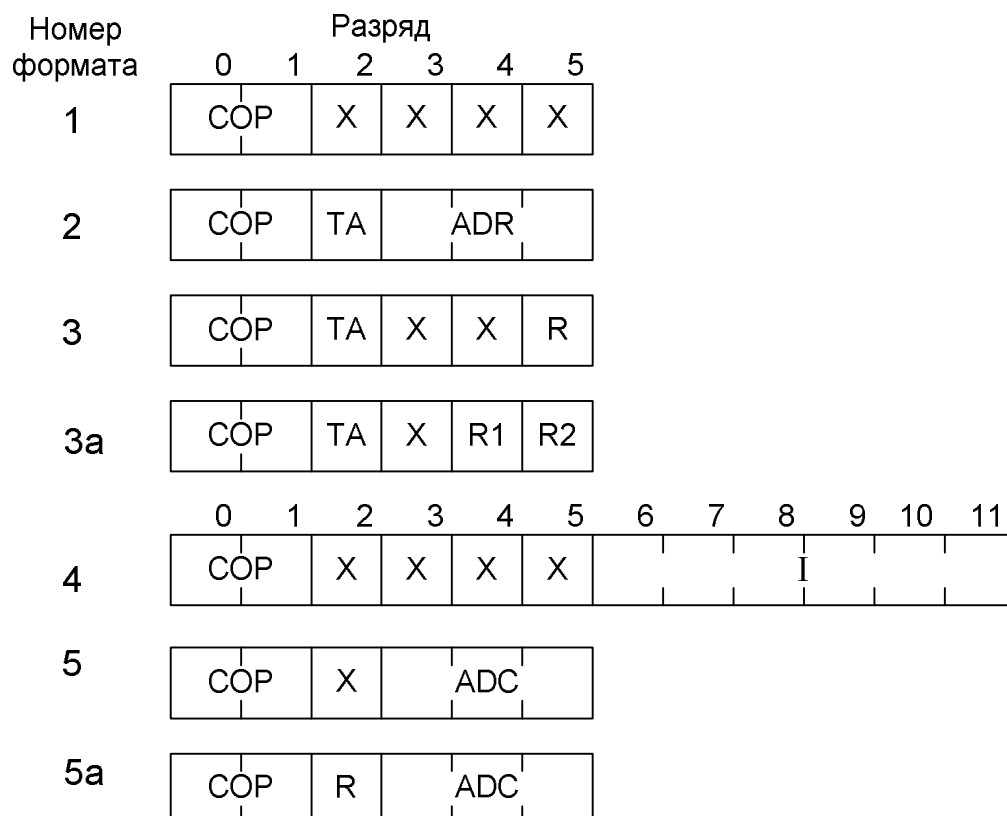 Номер формата
Разряд
0 1 2 3 4 5
1 COP X X X X
2 COP TA ADR
3 COP TA X X R
3a COP TA X R1 R2
0 1 2 3 4 5 6 7 8 9 10 11
4 COP X X X X I
5 COP X ADC
5a COP R ADC